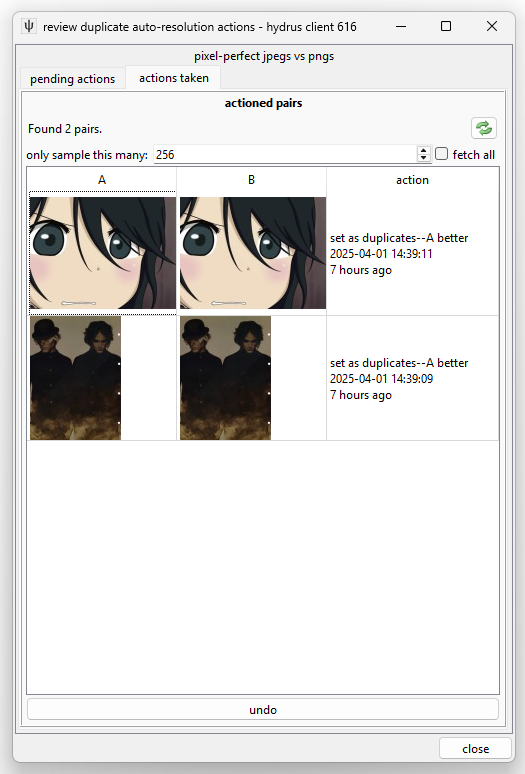 review duplicate auto-resolution actions - hydrus client 616
pixel-perfect jpegs vs pngs
pending actions
actions taken
actioned pairs
Found 2 pairs.
only sample this many: 256
fetch all
A
B
action
set as duplicates--A better
2025-04-01 14:39:11
7 hours ago
set as duplicates--A better
2025-04-01 14:39:09
7 hours ago
undo
close